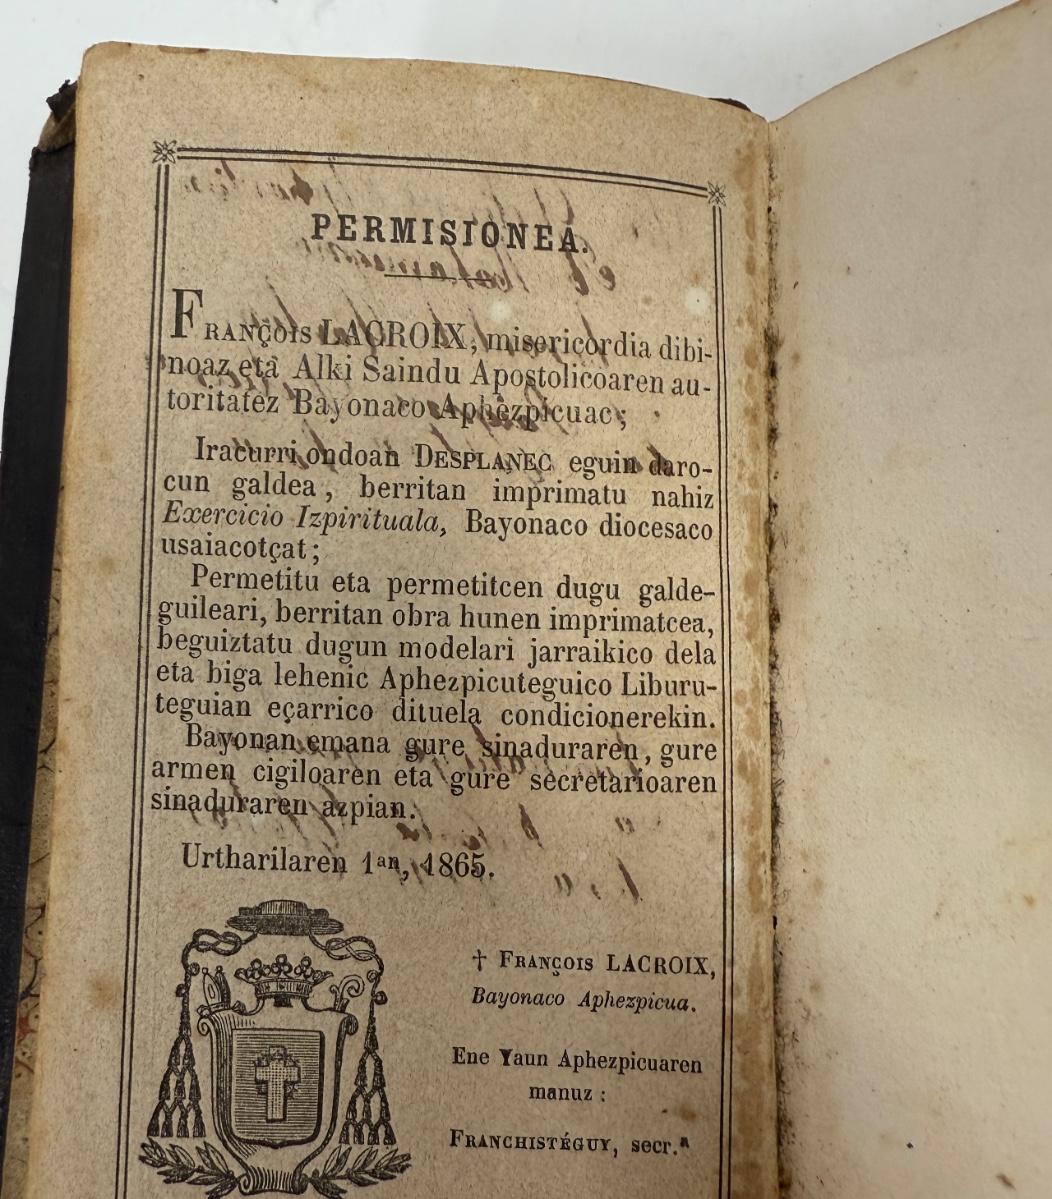 PERMISIONEA.
FRANÇOIS LACROIX, misericordia dibi-
noaz eta Alki Saindu Apostolicoaren au-
toritatez Bayonaco Aphezpicuac;
Iracurri ondoan DESPLANEC eguin daro-
cun galdea, berritan imprimatu nahiz
Exercicio Izpirituala, Bayonaco diocesaco
usaiacotçat;
Permetitu eta permetitcen dugu galde-
guileari, berritan obra hunen imprimatcea,
beguiztatu dugun modelari jarraikico dela
eta biga lehenic Aphezpicuteguico Liburu-
teguian eçarrico dituela condicionerekin.
Bayonan emana gure sinaduraren, gure
armen cigiloaren eta gure secretarioaren
sinaduraren azpian.
Urtharilaren 1an, 1865.
† FRANÇOIS LACROIX,
Bayonaco Aphezpicua.
Ene Yaun Aphezpicuaren
manuz :
FRANCHISTÉGUY, secr.a